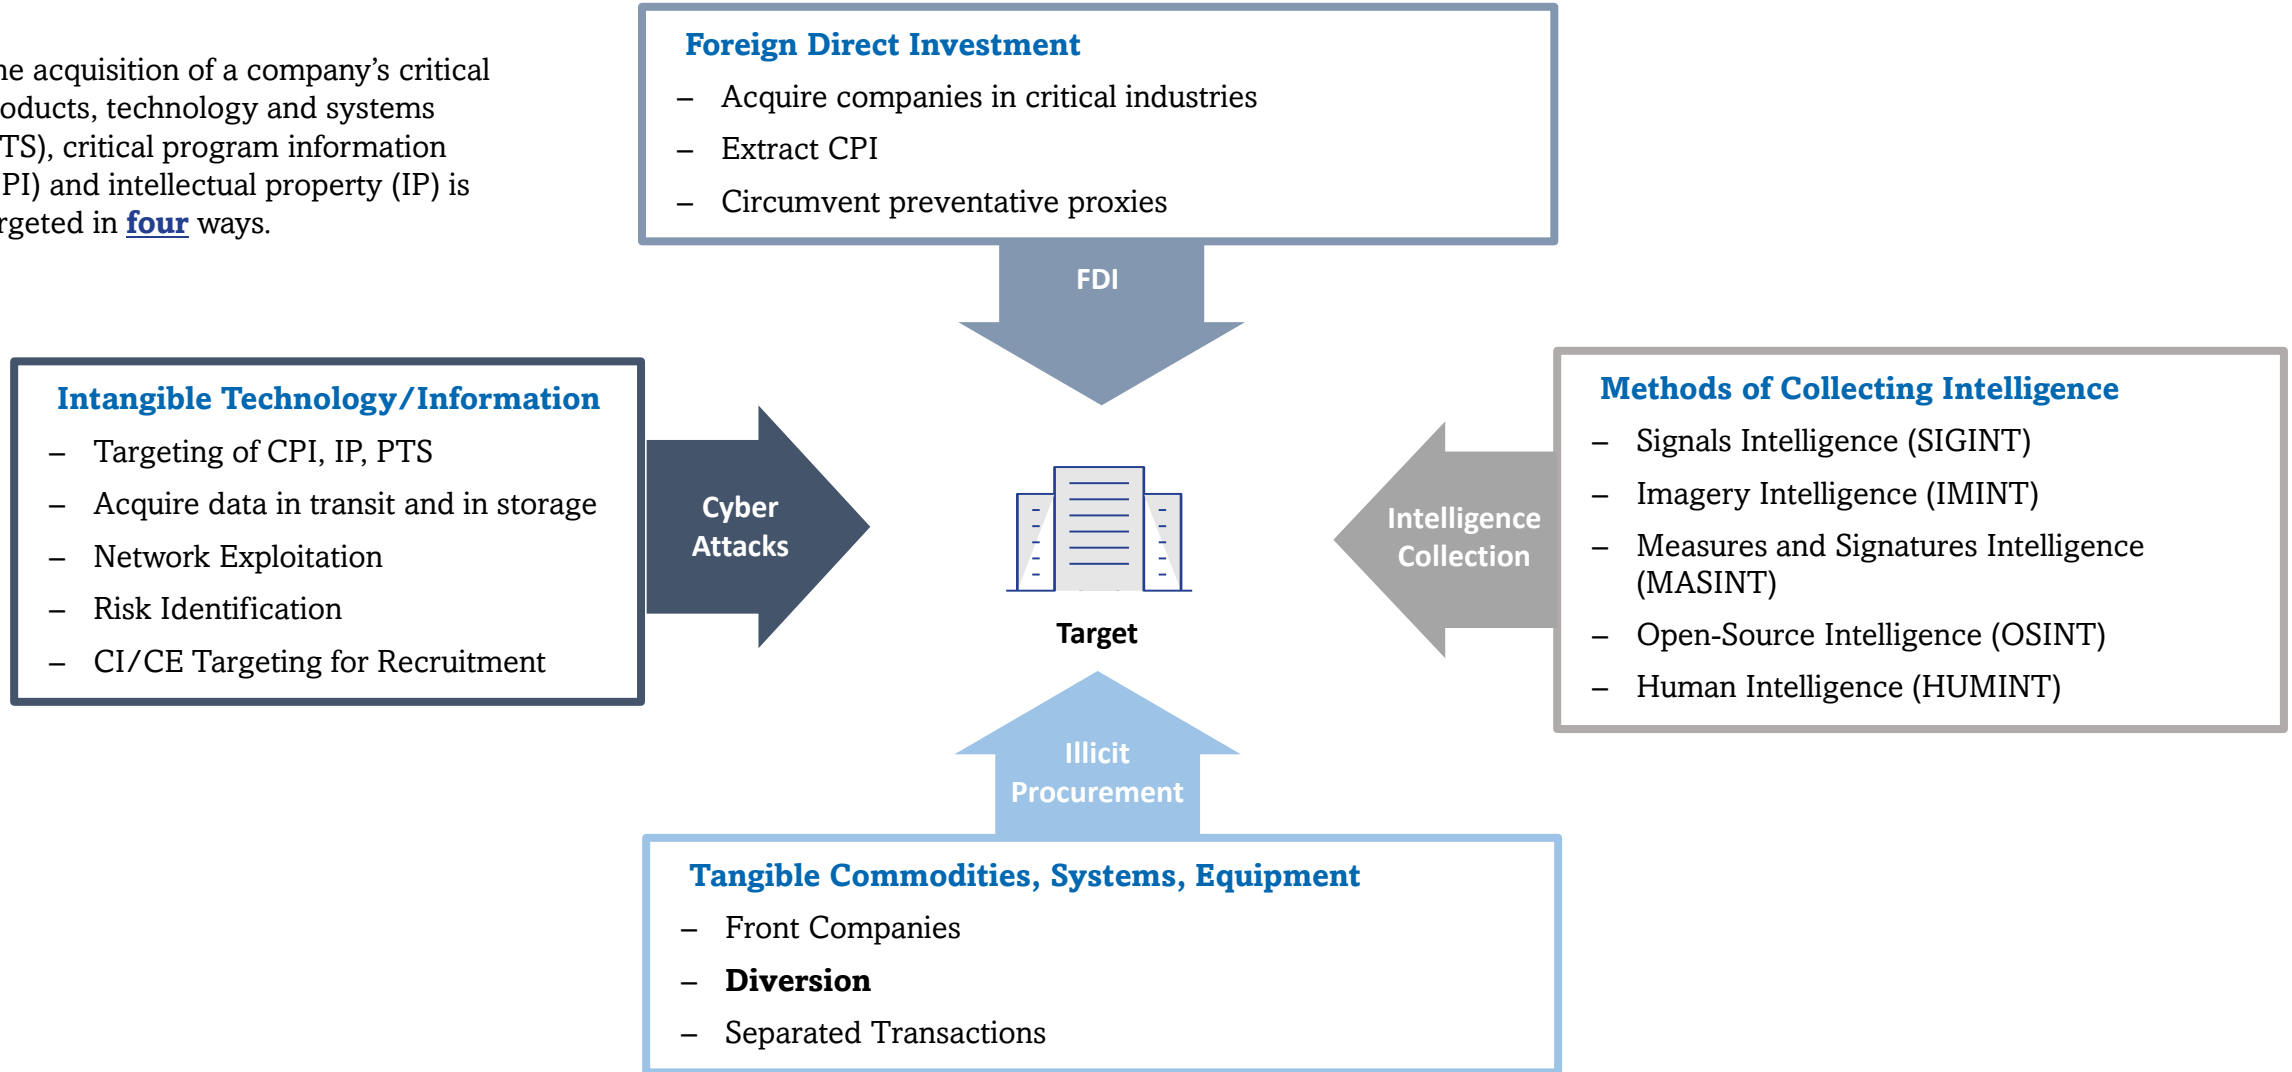 he acquisition of a company's critical
roducts, technology and systems
TS), critical program information
PI) and intellectual property (IP) is
rgeted in four ways.
Foreign Direct Investment
– Acquire companies in critical industries
– Extract CPI
– Circumvent preventative proxies
FDI
Intangible Technology/Information
– Targeting of CPI, IP, PTS
– Acquire data in transit and in storage
– Network Exploitation
– Risk Identification
– CI/CE Targeting for Recruitment
Cyber
Attacks
Target
Intelligence
Collection
Methods of Collecting Intelligence
– Signals Intelligence (SIGINT)
– Imagery Intelligence (IMINT)
– Measures and Signatures Intelligence
(MASINT)
– Open-Source Intelligence (OSINT)
– Human Intelligence (HUMINT)
Illicit
Procurement
Tangible Commodities, Systems, Equipment
– Front Companies
– Diversion
– Separated Transactions